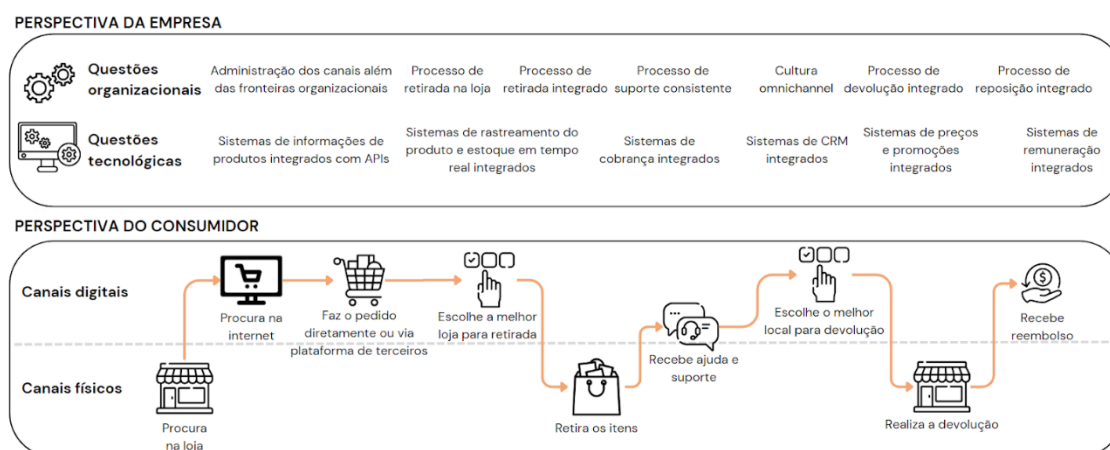 PERSPECTIVA DA EMPRESA
Questões
organizacionais
Administração dos canais além
das fronteiras organizacionais
Processo de
retirada na loja
Processo de
retirada integrado
Processo de
suporte consistente
Cultura
omnichannel
Processo de
devolução integrado
Processo de
reposição integrado
Questões
tecnológicas
Sistemas de informações de
produtos integrados com APIs
Sistemas de rastreamento do
produto e estoque em tempo
real integrados
Sistemas de
cobrança integrados
Sistemas de CRM
integrados
Sistemas de preços
e promoções
integrados
Sistemas de
remuneração
integrados
PERSPECTIVA DO CONSUMIDOR
Canais digitais
Procura na
internet
Faz o pedido
diretamente ou via
plataforma de terceiros
Escolhe a melhor
loja para retirada
Recebe ajuda e
suporte
Escolhe o melhor
local para devolução
Recebe
reembolso
Canais físicos
Procura
na loja
Retira os itens
Realiza a devolução